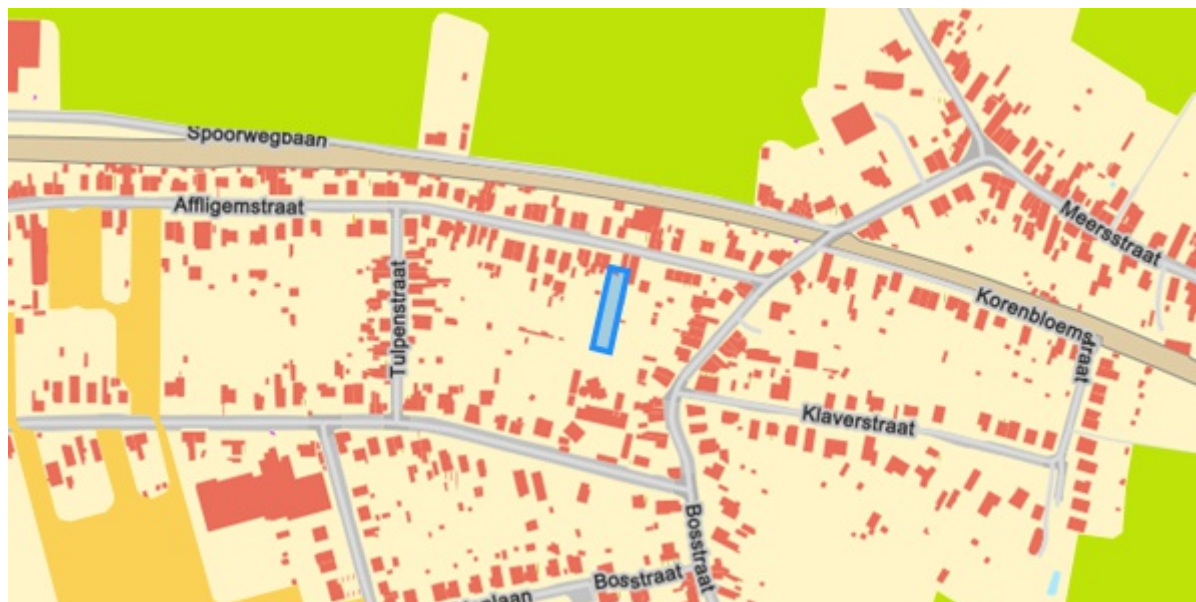 Spoorwegbaan
Affligemstraat
Meersstraat
Tulpenstraat
Korenbloemstraat
Klaverstraat
Bosstraat
Bosstraat